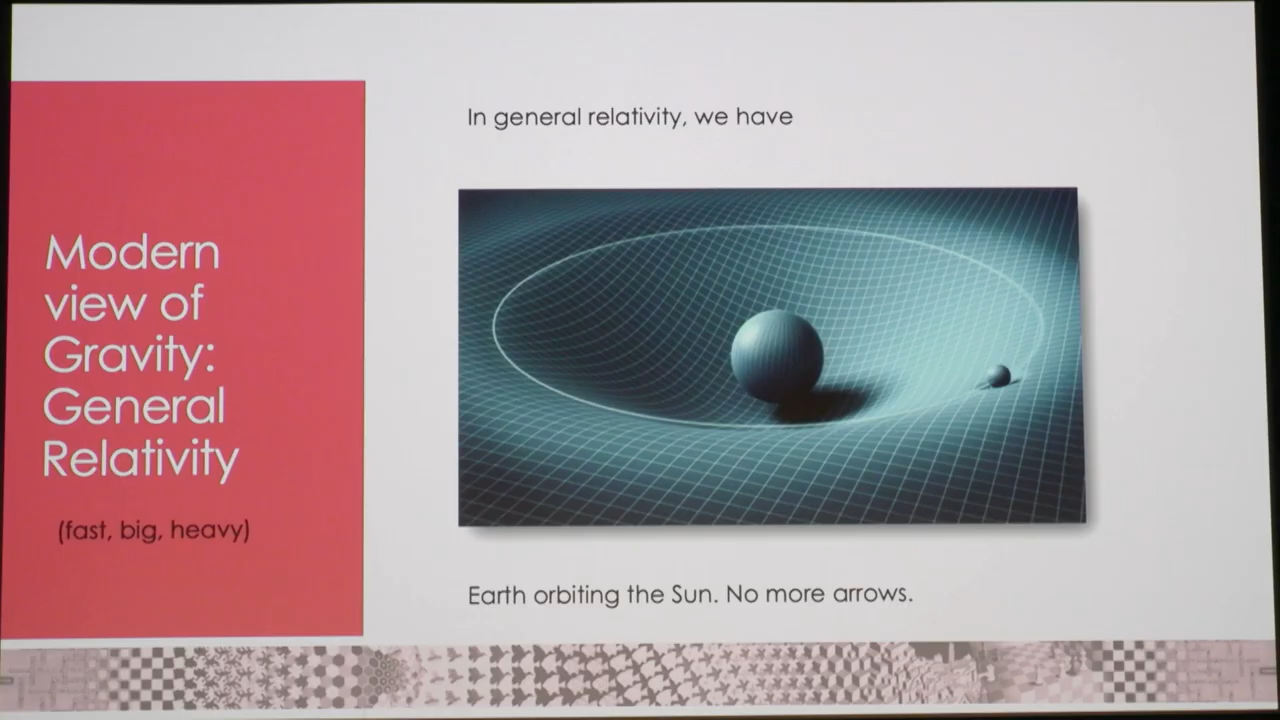 Modern
view of
Gravity:
General
Relativity
(fast, big, heavy)
In general relativity, we have
Earth orbiting the Sun. No more arrows.